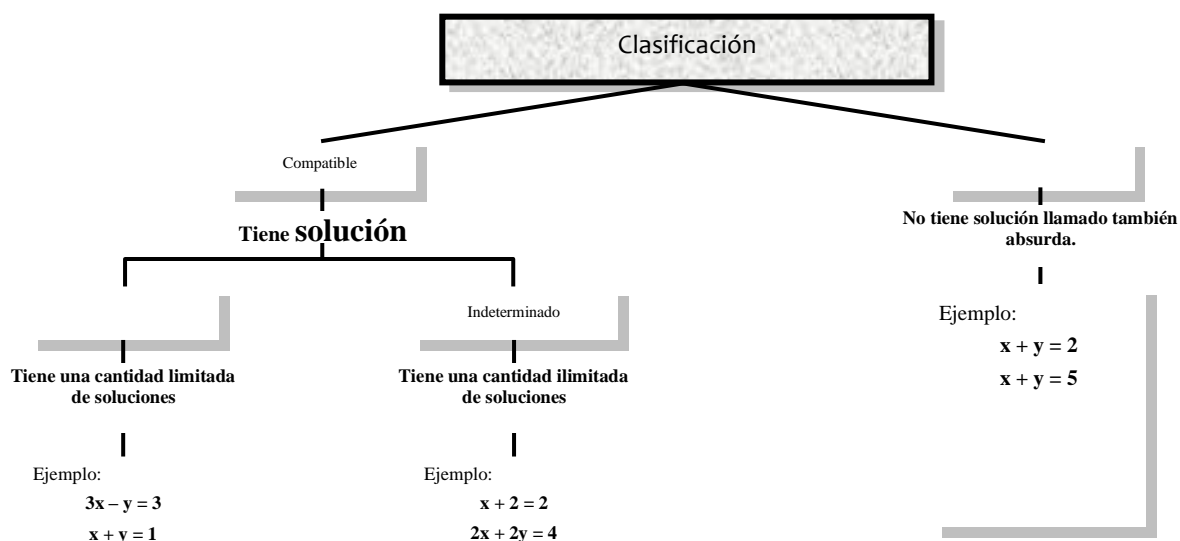 Clasificación
Compatible
Tiene solución
No tiene solución llamado también
absurda.
Indeterminado
Tiene una cantidad limitada
de soluciones
Tiene una cantidad ilimitada
de soluciones
Ejemplo:
x + y = 2
x + y = 5
Ejemplo:
3x – y = 3
x + y = 1
Ejemplo:
x + 2 = 2
2x + 2y = 4